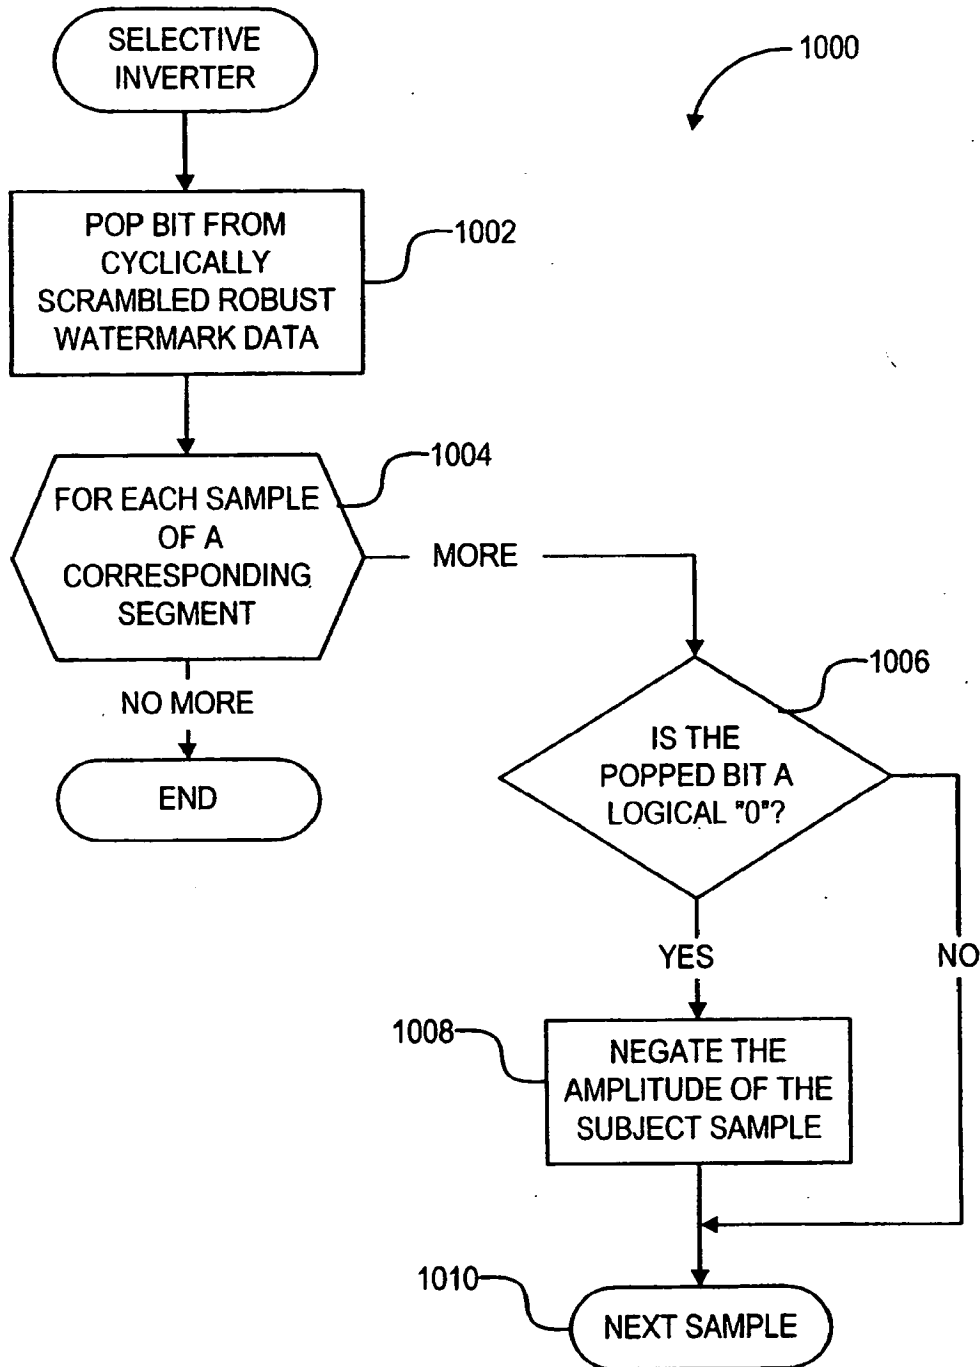 SELECTIVE
INVERTER
1000
POP BIT FROM
CYCLICALLY
SCRAMBLED ROBUST
WATERMARK DATA
1002
FOR EACH SAMPLE
OF A
CORRESPONDING
SEGMENT
1004
MORE
NO MORE
END
IS THE
POPPED BIT A
LOGICAL "0"?
1006
YES
NO
NEGATE THE
AMPLITUDE OF THE
SUBJECT SAMPLE
1008
NEXT SAMPLE
1010